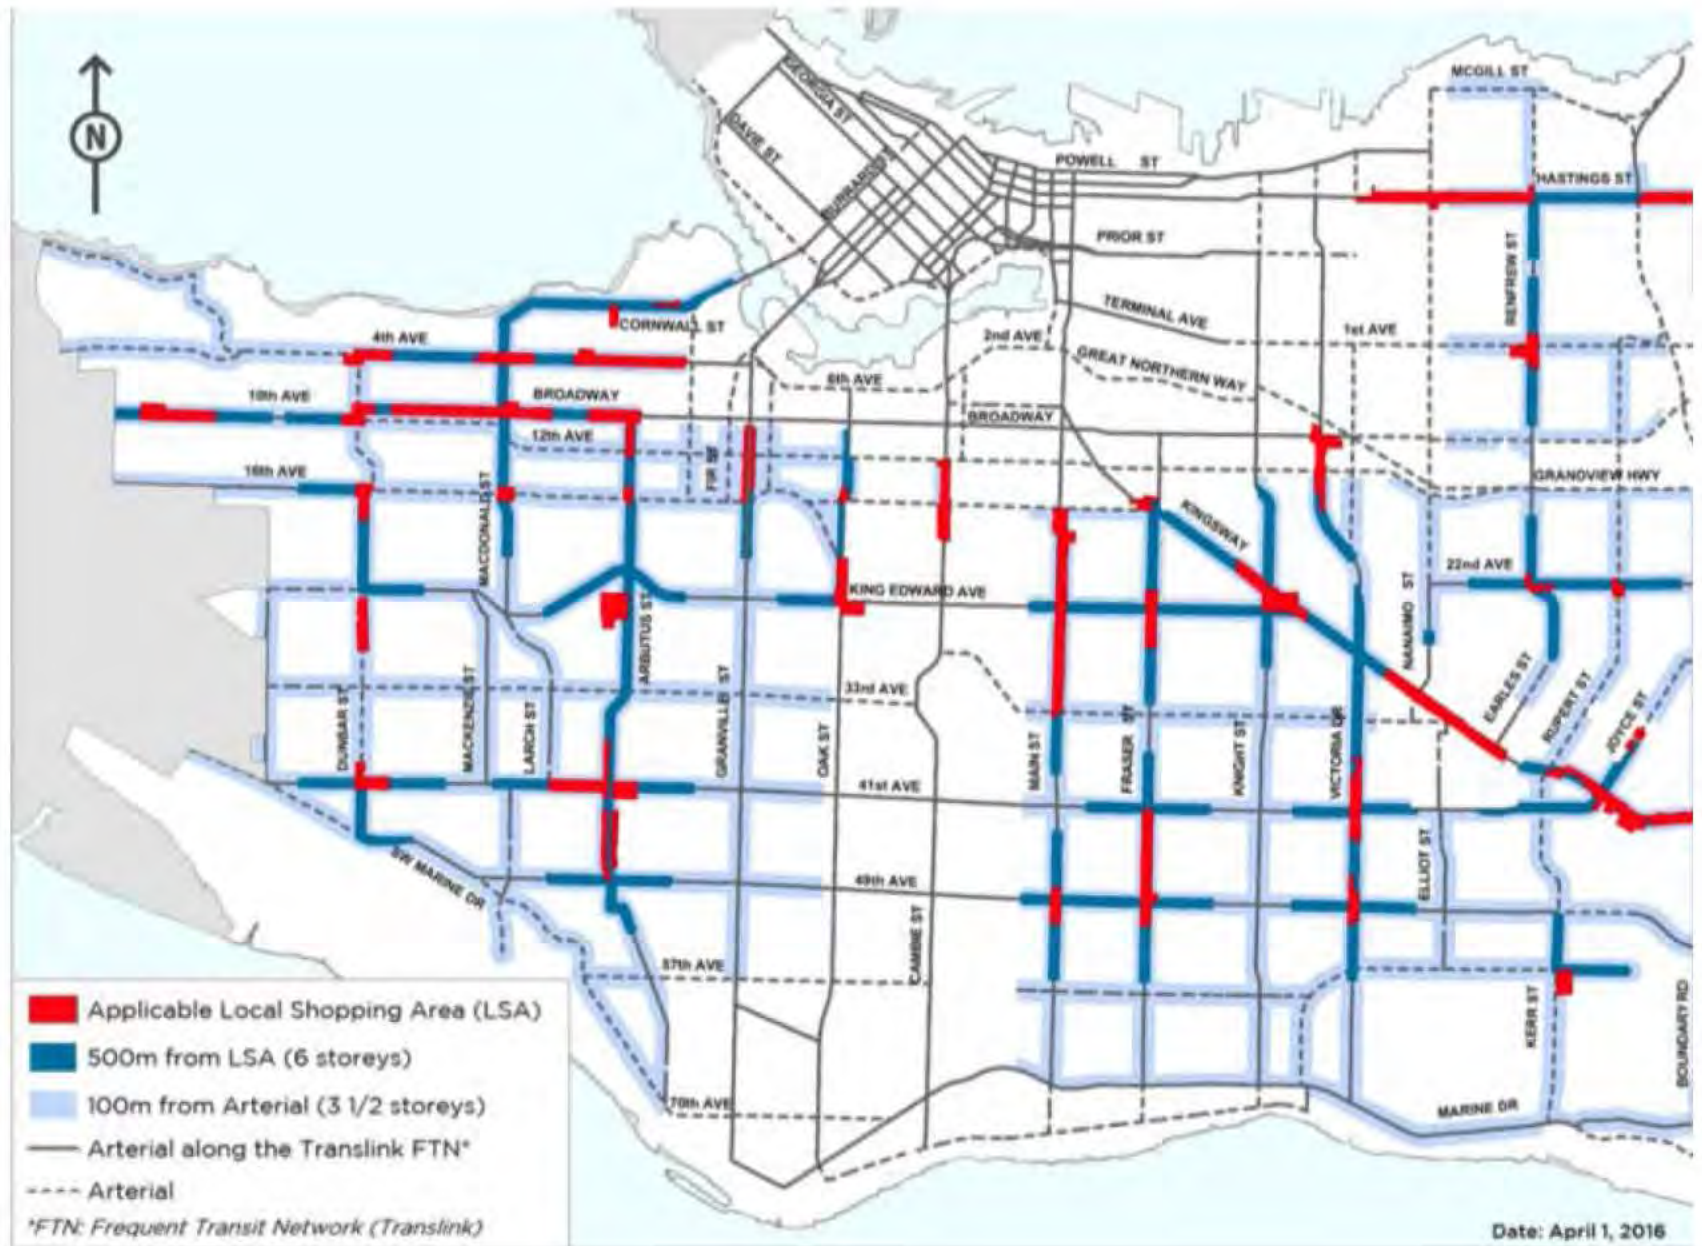 N
GEORGIA ST
DAVIE ST
BURRARD ST
POWELL ST
MCGILL ST
HASTINGS ST
PRIOR ST
RENFREW ST
TERMINAL AVE
1st AVE
2nd AVE
GREAT NORTHERN WAY
CORNWALL ST
4th AVE
6th AVE
10th AVE
BROADWAY
BROADWAY
12th AVE
FIR ST
16th AVE
GRANDVIEW HWY
MACDONALD ST
KINGSWAY
22nd AVE
KING EDWARD AVE
NANAIMO ST
ARBUTUS ST
33rd AVE
EARLES ST
RUPERT ST
JOYCE ST
DUNBAR ST
MACKENZIE ST
LARCH ST
GRANVILLE ST
OAK ST
MAIN ST
FRASER ST
KNIGHT ST
VICTORIA DR
41st AVE
ELLIOT ST
SW MARINE DR
49th AVE
CAMBIE ST
57th AVE
KERR ST
BOUNDARY RD
70th AVE
MARINE DR
Applicable Local Shopping Area (LSA)
500m from LSA (6 storeys)
100m from Arterial (3 1/2 storeys)
Arterial along the Translink FTN*
Arterial
*FTN: Frequent Transit Network (Translink)
Date: April 1, 2016